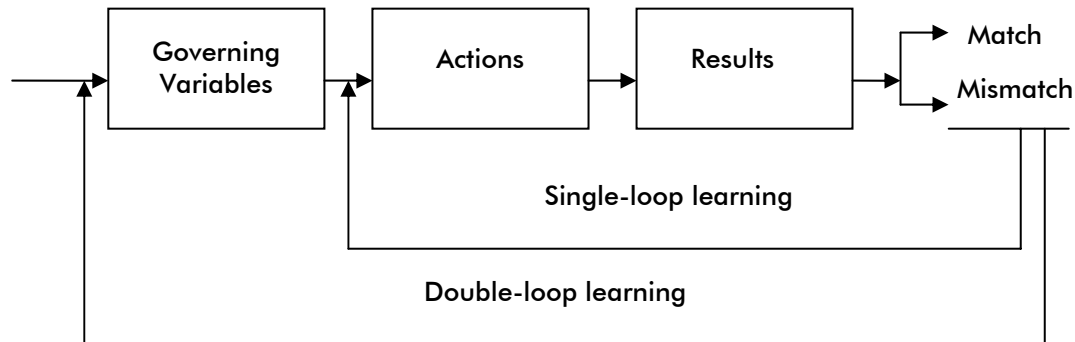 Governing
Variables
Actions
Results
Match
Mismatch
Single-loop learning
Double-loop learning